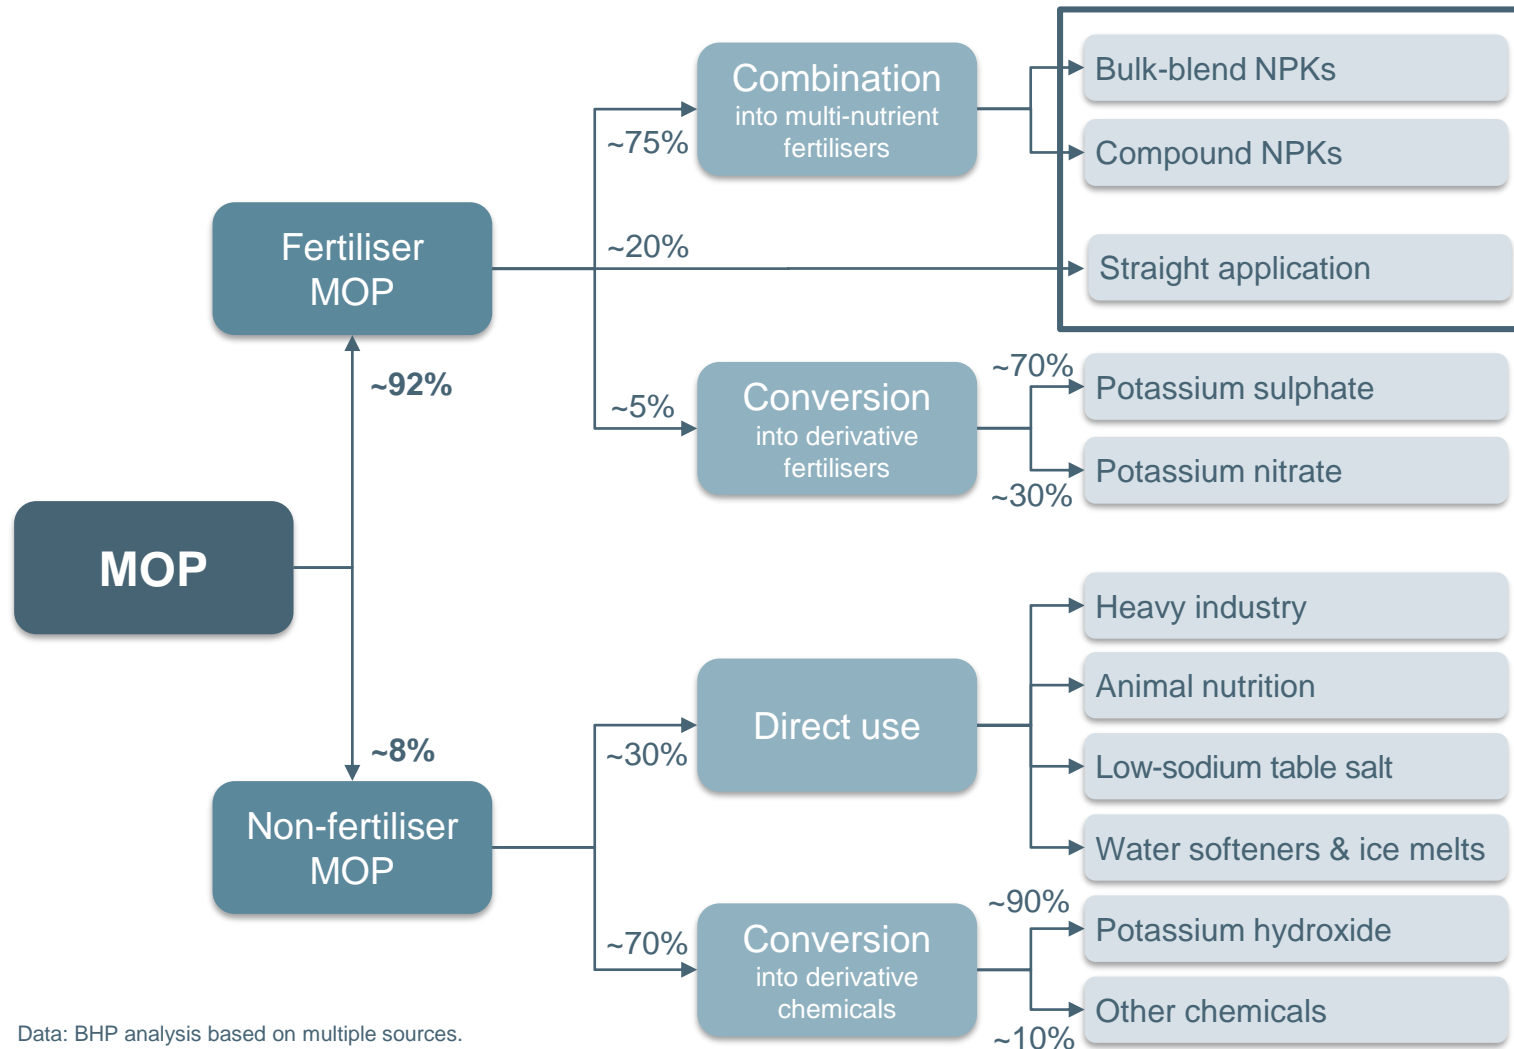 Combination
into multi-nutrient
fertilisers
Bulk-blend NPKs
Compound NPKs
~75%
Fertiliser
MOP
~20%
Straight application
~92%
~5%
Conversion
into derivative
fertilisers
~70%
Potassium sulphate
Potassium nitrate
~30%
MOP
Heavy industry
Animal nutrition
Direct use
~30%
Low-sodium table salt
Water softeners & ice melts
~8%
Non-fertiliser
MOP
~70%
Conversion
into derivative
chemicals
~90%
Potassium hydroxide
Other chemicals
~10%
Data: BHP analysis based on multiple sources.